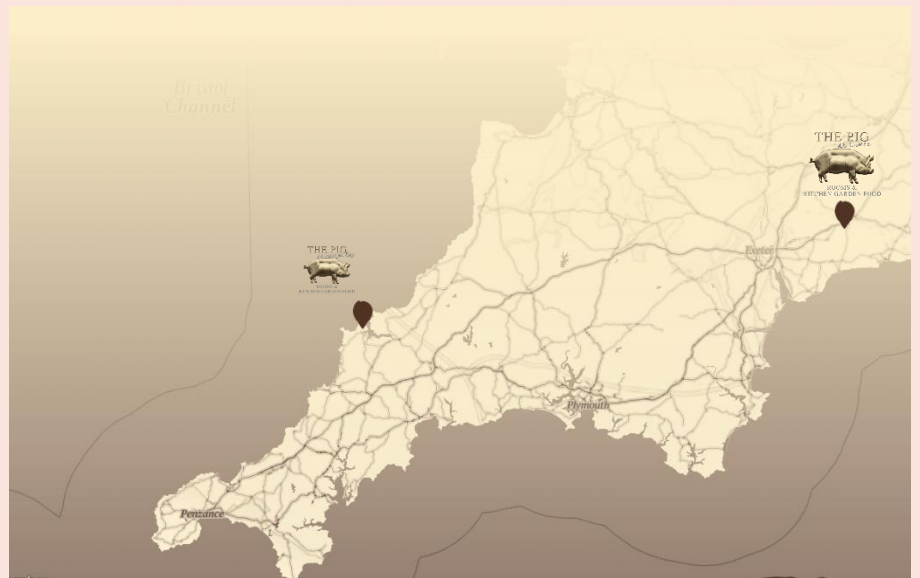 Bristol
Channel
THE PIG
ROOMS &
KITCHEN GARDEN FOOD
Exeter
THE PIG
Plymouth
Penzance